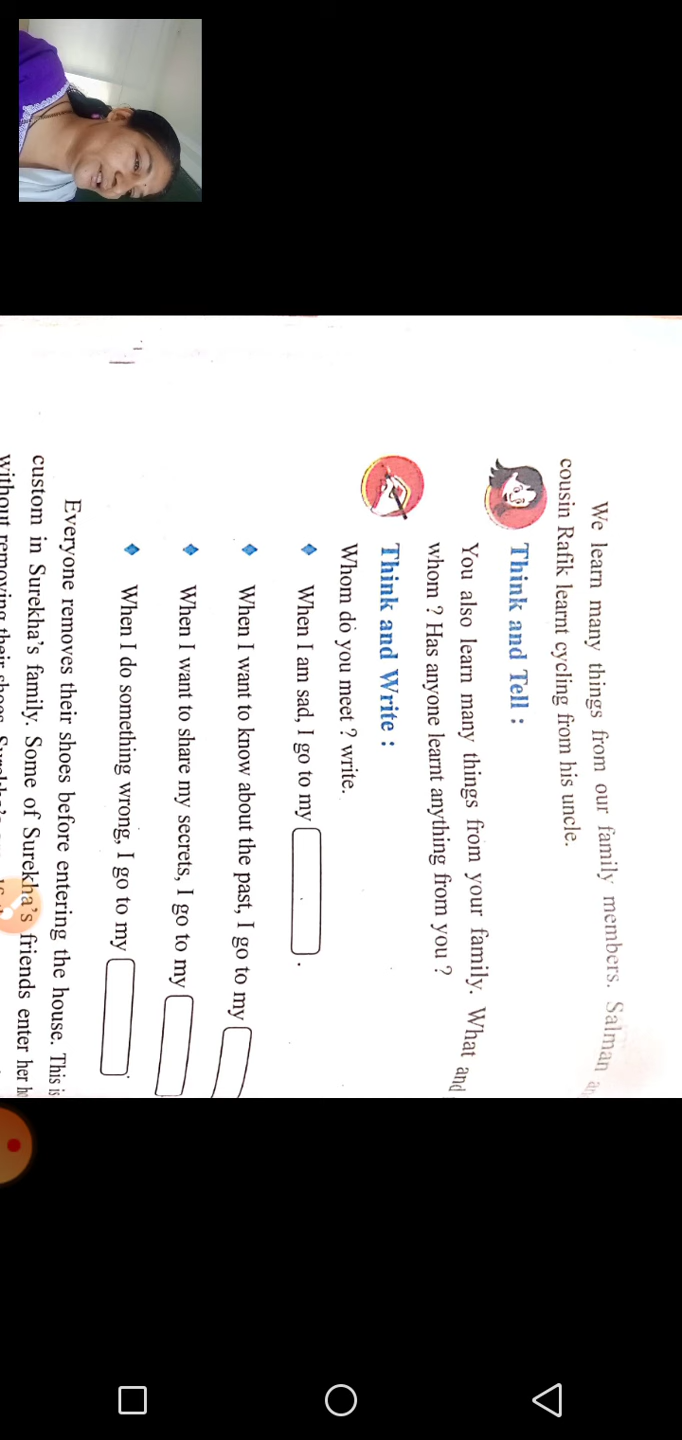 We learn many things from our family members. Salman
cousin Rafik learnt cycling from his uncle.
Think and Tell :
You also learn many things from your family. What and
whom ? Has anyone learnt anything from you ?
Think and Write :
Whom do you meet ? write.
When I am sad, I go to my .
When I want to know about the past, I go to my
When I want to share my secrets, I go to my
When I do something wrong, I go to my .
Everyone removes their shoes before entering the house. This is
custom in Surekha's family. Some of Surekha's friends enter her
without removing their shoes.